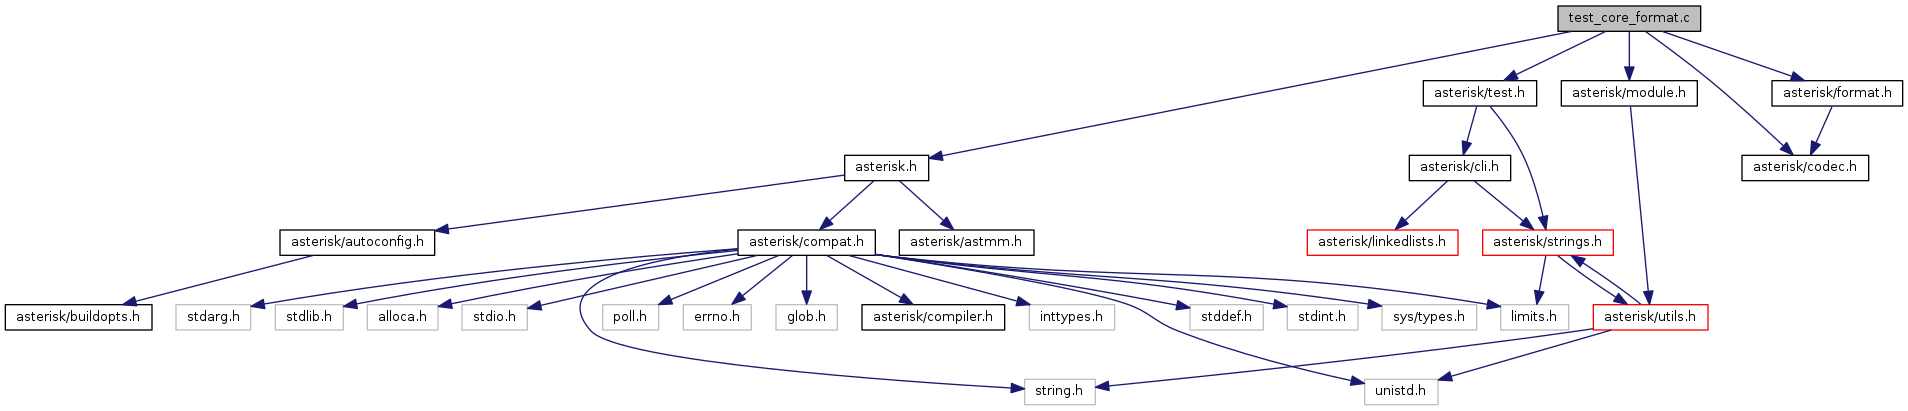 test_core_format.c
asterisk/test.h
asterisk/module.h
asterisk/format.h
asterisk.h
asterisk/cli.h
asterisk/codec.h
asterisk/autoconfig.h
asterisk/compat.h
asterisk/astmm.h
asterisk/linkedlists.h
asterisk/strings.h
asterisk/buildopts.h
stdarg.h
stdlib.h
alloca.h
stdio.h
poll.h
errno.h
glob.h
asterisk/compiler.h
inttypes.h
stddef.h
stdint.h
sys/types.h
limits.h
asterisk/utils.h
string.h
unistd.h